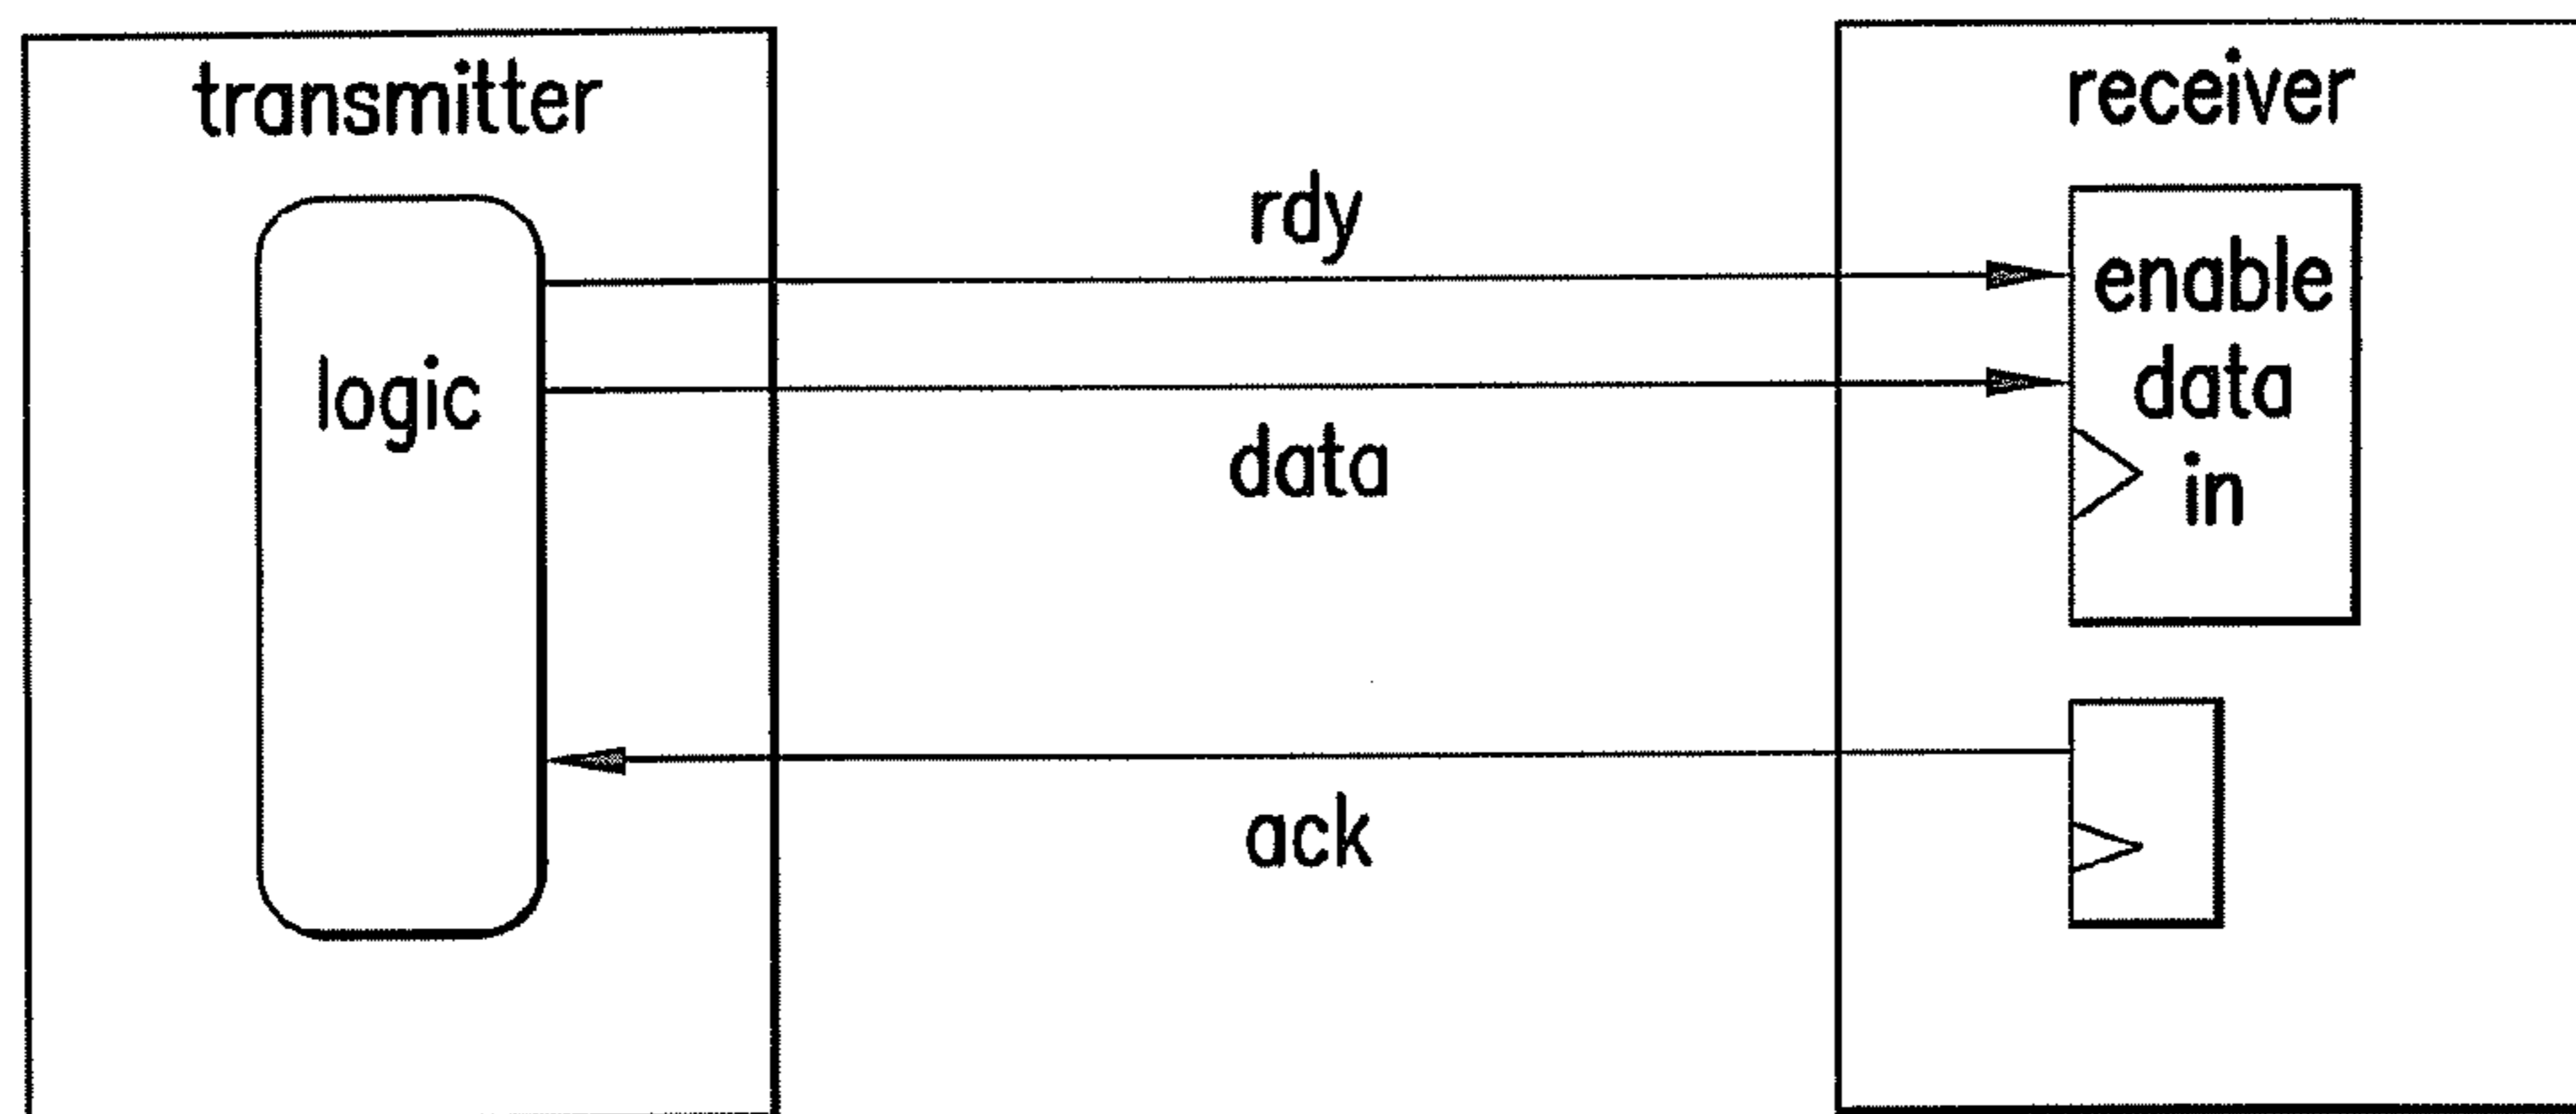 transmitter
receiver
rdy
enable
logic
data
data
in
ack